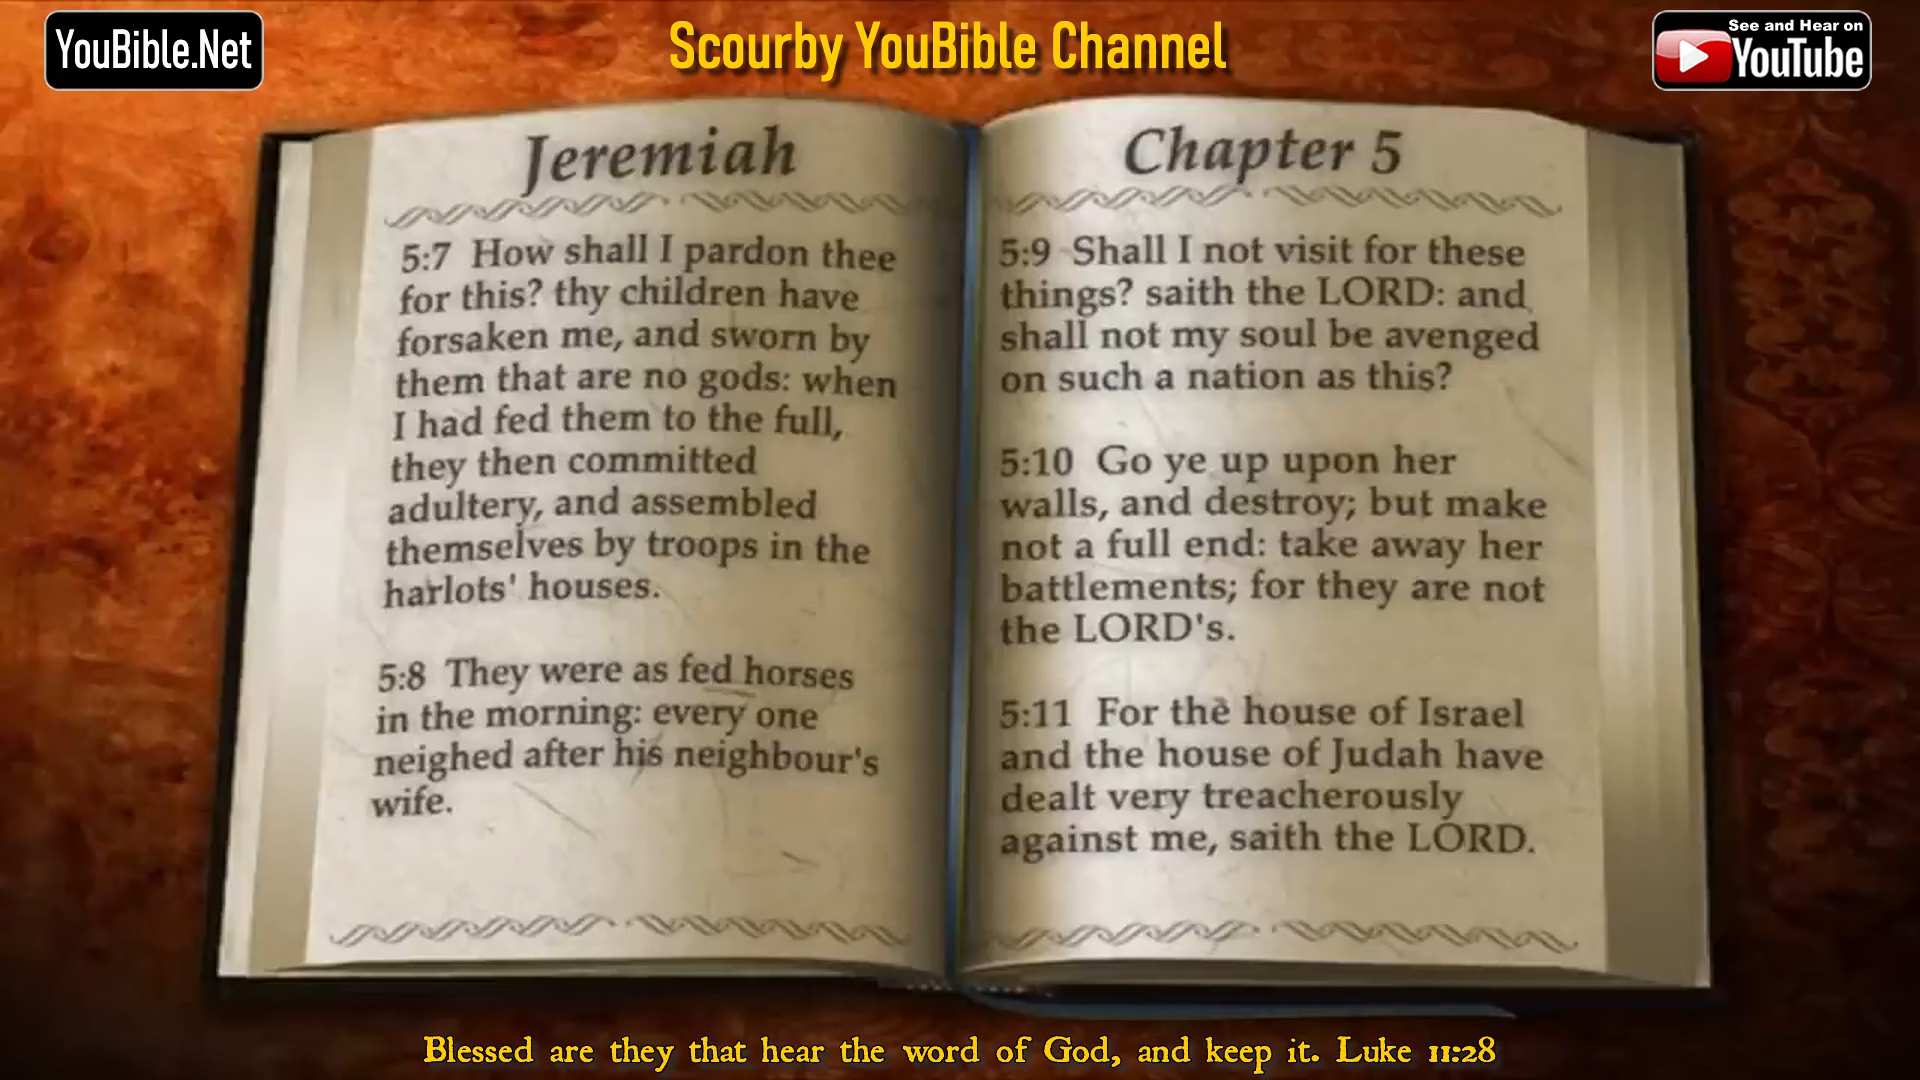 YouBible.Net
Scourby YouBible Channel
See and Hear on
YouTube
Jeremiah
5:7 How shall I pardon thee
for this? thy children have
forsaken me, and sworn by
them that are no gods: when
I had fed them to the full,
they then committed
adultery, and assembled
themselves by troops in the
harlots' houses.
5:8 They were as fed horses
in the morning: every one
neighed after his neighbour's
wife.
Chapter 5
5:9 Shall I not visit for these
things? saith the LORD: and
shall not my soul be avenged
on such a nation as this?
5:10 Go ye up upon her
walls, and destroy; but make
not a full end: take away her
battlements; for they are not
the LORD's.
5:11 For the house of Israel
and the house of Judah have
dealt very treacherously
against me, saith the LORD.
Blessed are they that hear the word of God, and keep it. Luke 11:28